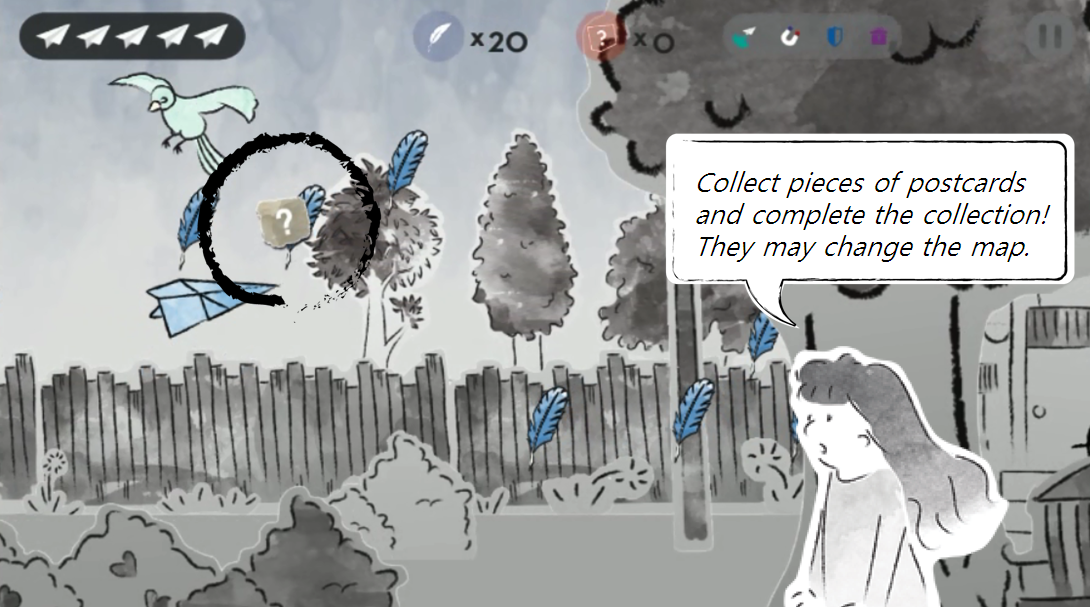 x20
?
x0
Collect pieces of postcards
and complete the collection!
They may change the map.
?